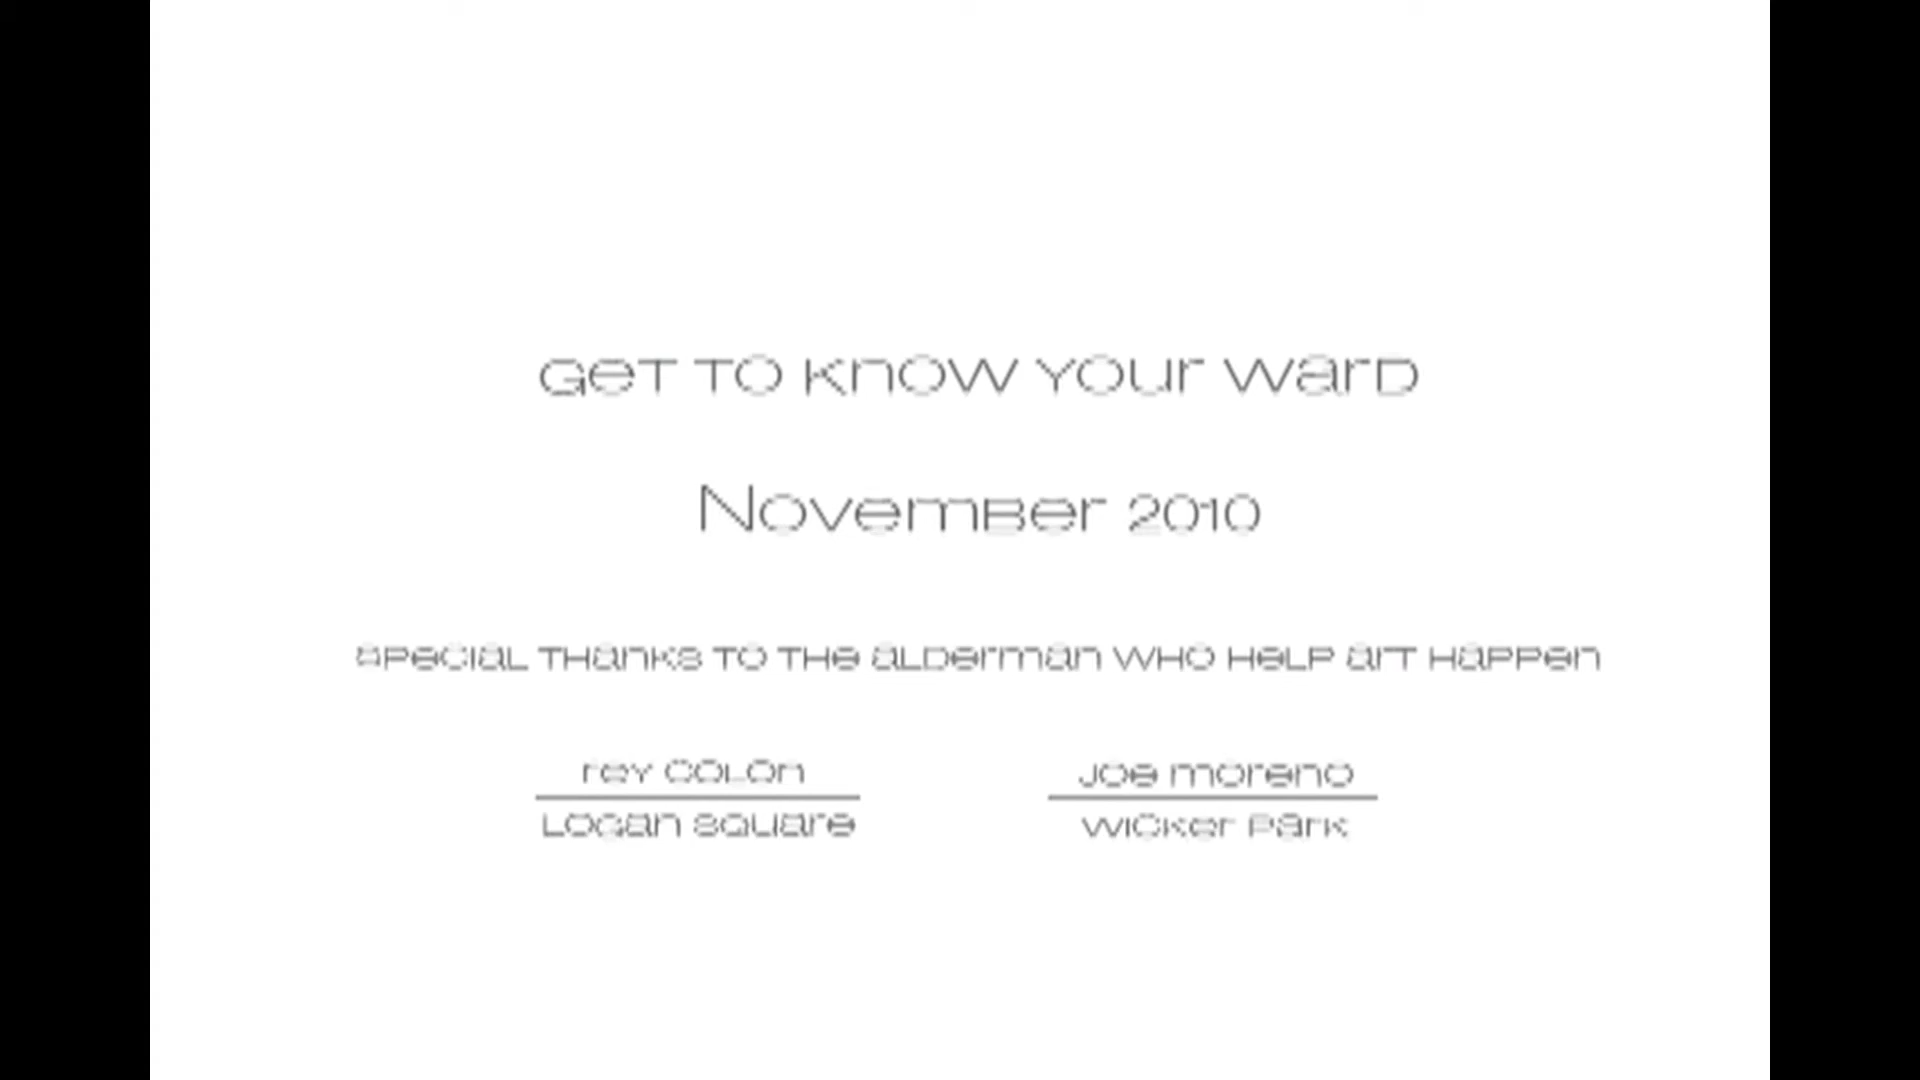 Get to know your ward
November 2010
special thanks to the alderman who help art happen
rey colon
logan square
joe moreno
wicker park